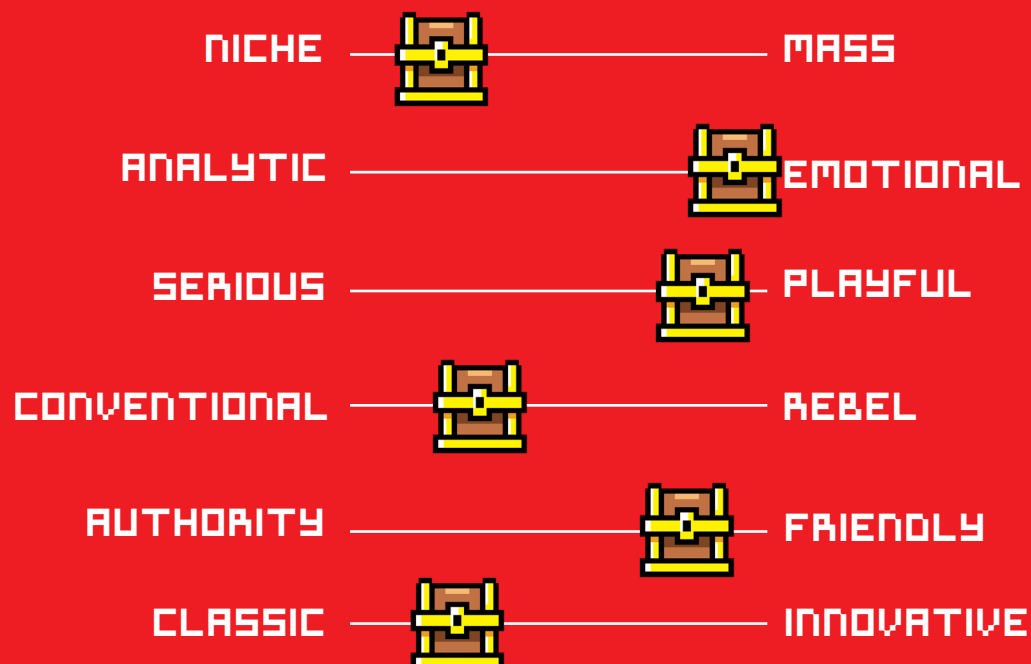 NICHE MASS
ANALYTIC EMOTIONAL
SERIOUS PLAYFUL
CONVENTIONAL REBEL
AUTHORITY FRIENDLY
CLASSIC INNOVATIVE